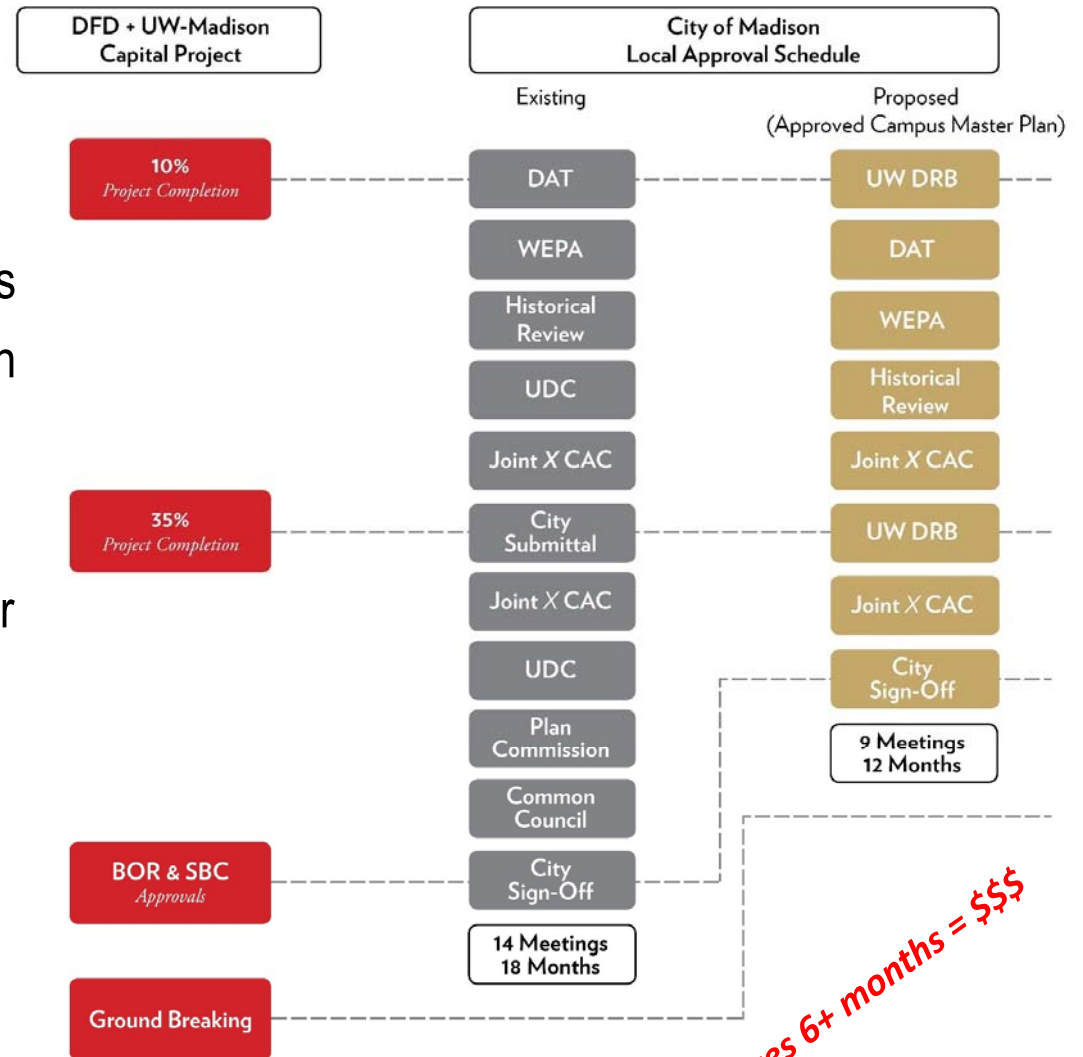 DFD + UW-Madison
Capital Project
City of Madison
Local Approval Schedule
Existing
Proposed
(Approved Campus Master Plan)
10%
Project Completion
DAT
UW DRB
WEPA
DAT
Historical
Review
WEPA
UDC
Historical
Review
Joint X CAC
Joint X CAC
35%
Project Completion
City
Submittal
UW DRB
Joint X CAC
Joint X CAC
UDC
City
Sign-Off
Plan
Commission
9 Meetings
12 Months
Common
Council
BOR & SBC
Approvals
City
Sign-Off
14 Meetings
18 Months
Ground Breaking
6+ months = $$$